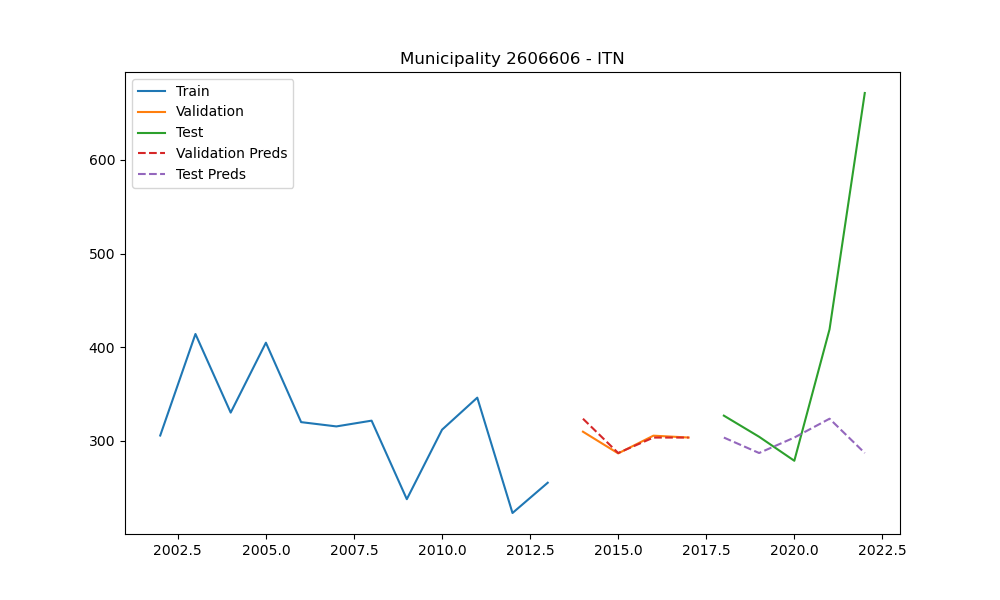 Municipality 2606606 - ITN
Train
Validation
Test
Validation Preds
Test Preds
600
500
400
300
2002.5 2005.0 2007.5 2010.0 2012.5 2015.0 2017.5 2020.0 2022.5